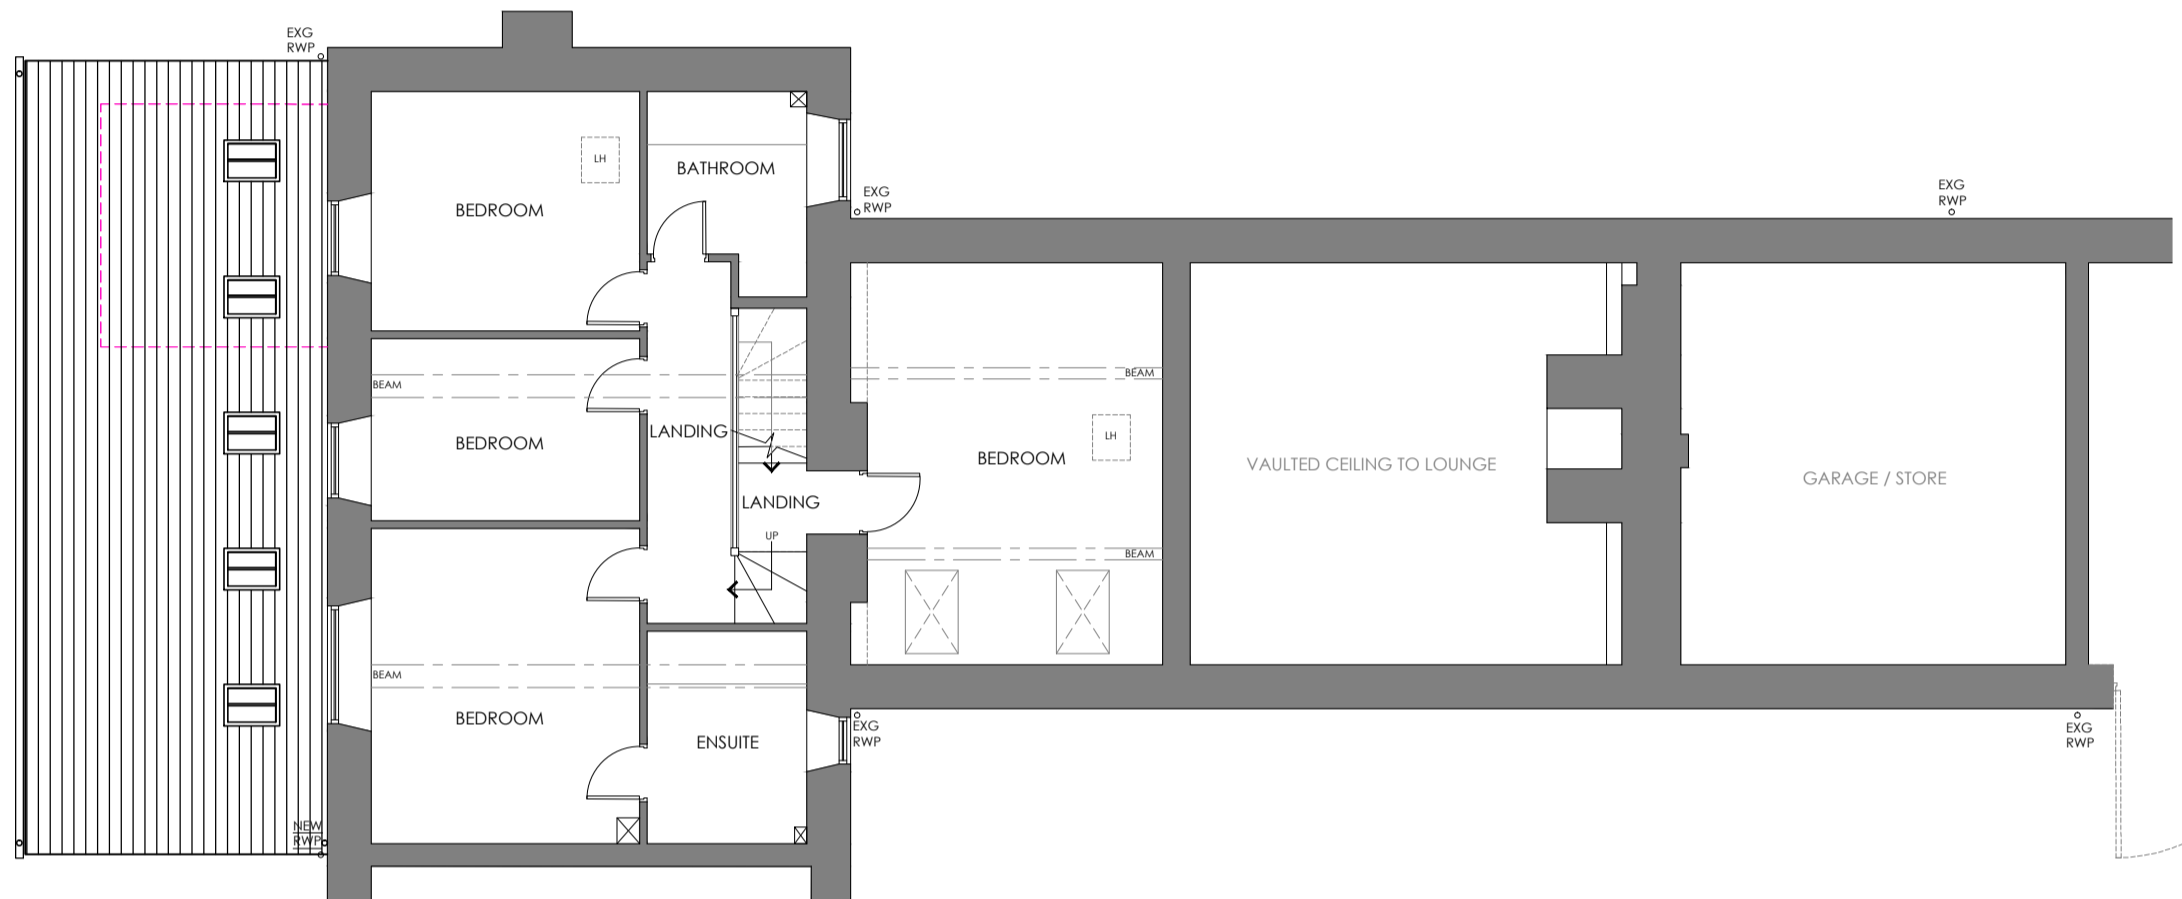 EXG
RWP
BEDROOM
LH
BATHROOM
EXG
RWP
EXG
RWP
BEAM
BEDROOM
LANDING
LANDING
UP
BEAM
LH
BEDROOM
BEAM
VAULTED CEILING TO LOUNGE
GARAGE / STORE
BEAM
BEDROOM
ENSUITE
EXG
RWP
EXG
RWP
NEW
RWP